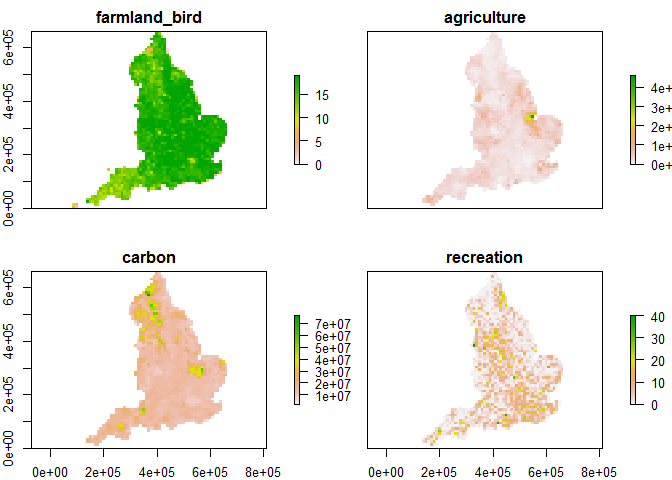 farmland_bird
agriculture
6e+05
4e+05
2e+05
0e+00
15
10
5
0
4e+
3e+
2e+
1e+
0e+
carbon
recreation
6e+05
4e+05
2e+05
0e+00
7e+07
6e+07
5e+07
4e+07
3e+07
2e+07
1e+07
40
30
20
10
0
0e+00
2e+05
4e+05
6e+05
8e+05
0e+00
2e+05
4e+05
6e+05
8e+05